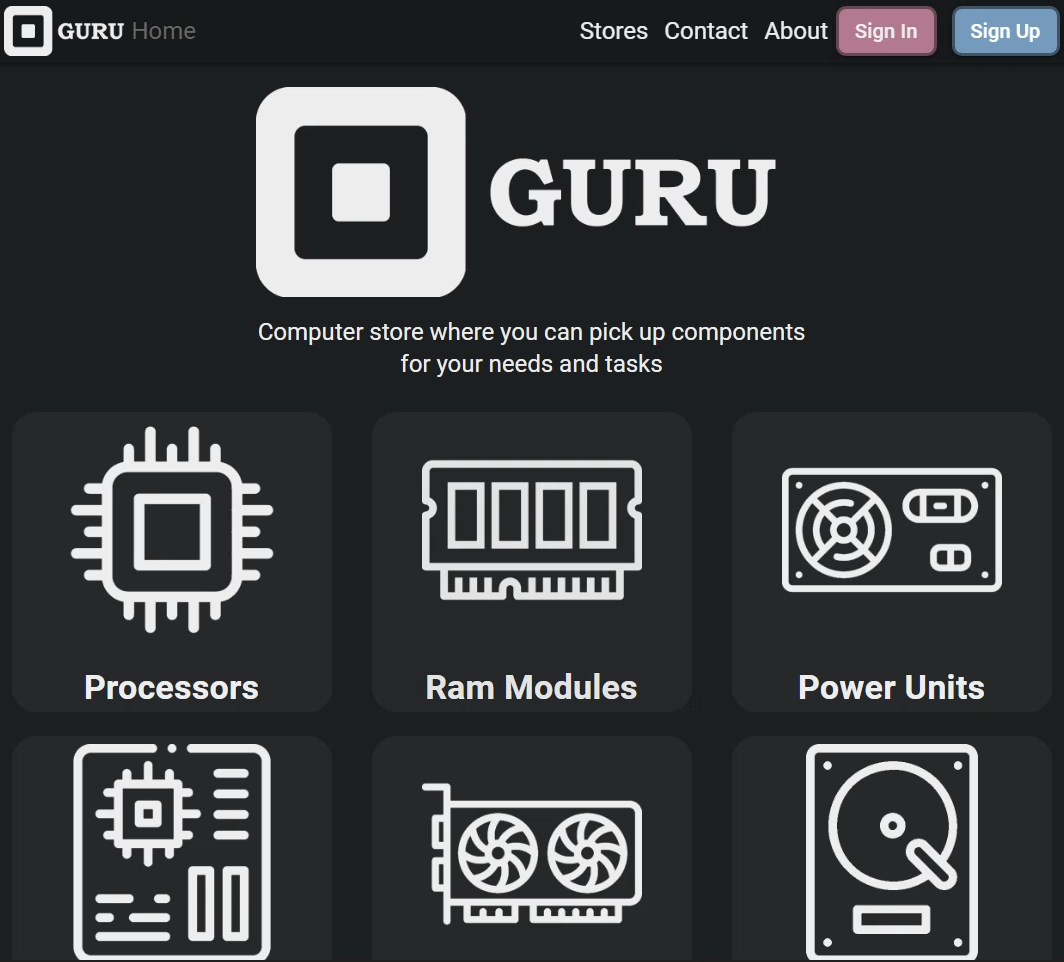 GURU Home Stores Contact About Sign In Sign Up
GURU
Computer store where you can pick up components
for your needs and tasks
Processors
Ram Modules
Power Units